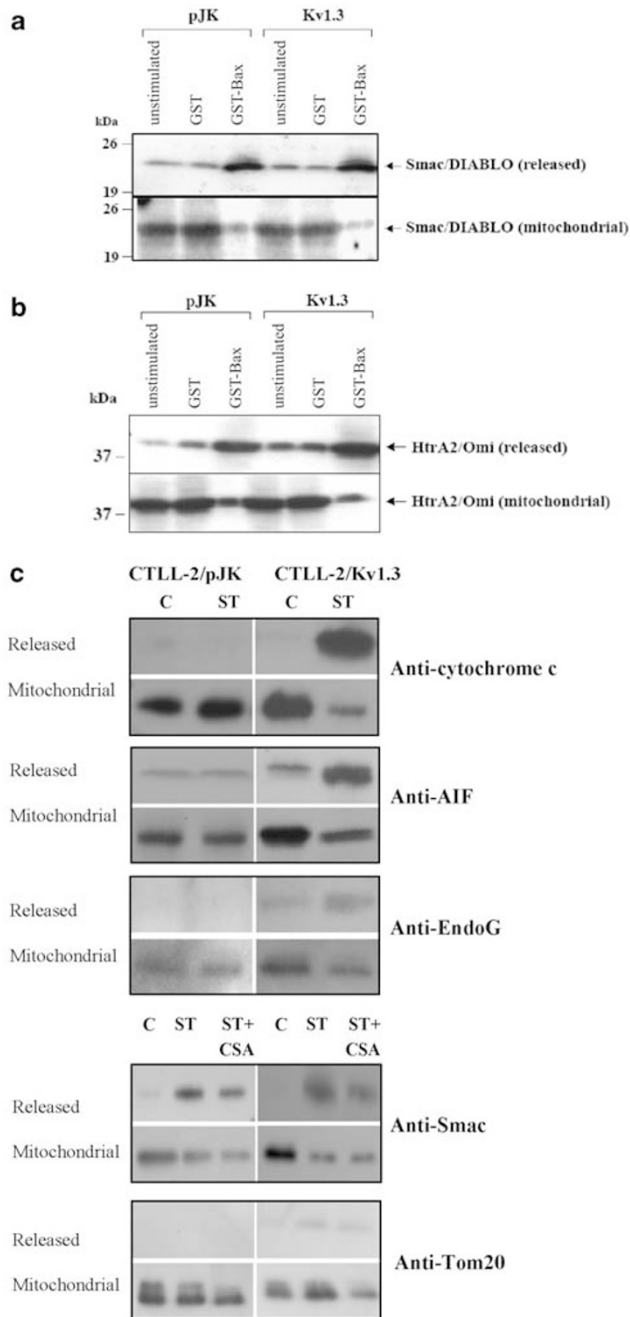 a
pJK Kv1.3
unstimulated GST GST-Bax unstimulated GST GST-Bax
kDa
26
Smac/DIABLO (released)
19
26
Smac/DIABLO (mitochondrial)
19
b
pJK Kv1.3
unstimulated GST GST-Bax unstimulated GST GST-Bax
kDa
37 HtrA2/Omi (released)
37 HtrA2/Omi (mitochondrial)
c
CTLL-2/pJK CTLL-2/Kv1.3
C ST C ST
Released
Anti-cytochrome c
Mitochondrial
Released
Anti-AIF
Mitochondrial
Released
Anti-EndoG
Mitochondrial
C ST ST+ C ST ST+
CSA CSA
Released
Anti-Smac
Mitochondrial
Released
Anti-Tom20
Mitochondrial